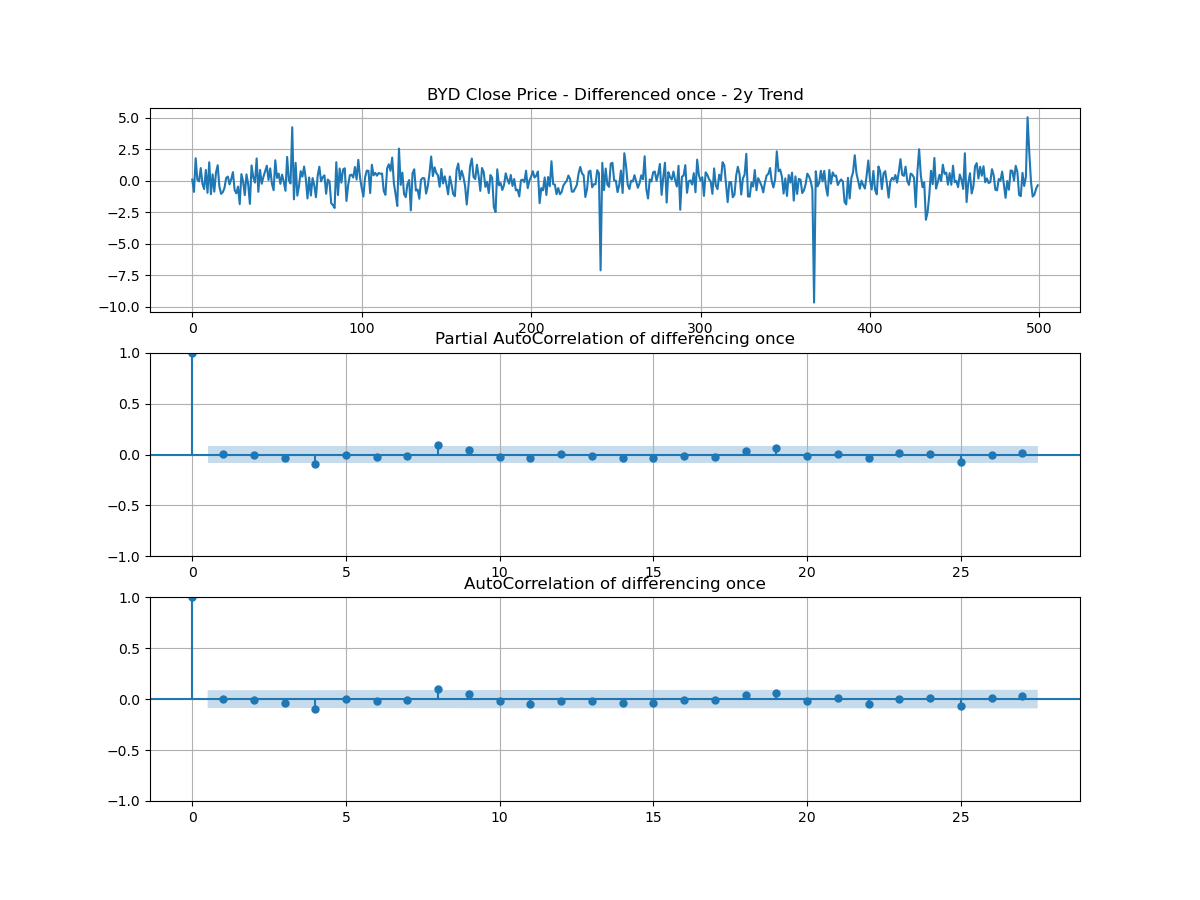 BYD Close Price - Differenced once - 2y Trend
5.0
2.5
0.0
−2.5
−5.0
−7.5
−10.0
0 100 200 300 400 500
Partial AutoCorrelation of differencing once
1.0
0.5
0.0
−0.5
−1.0
0 5 10 15 20 25
AutoCorrelation of differencing once
1.0
0.5
0.0
−0.5
−1.0
0 5 10 15 20 25